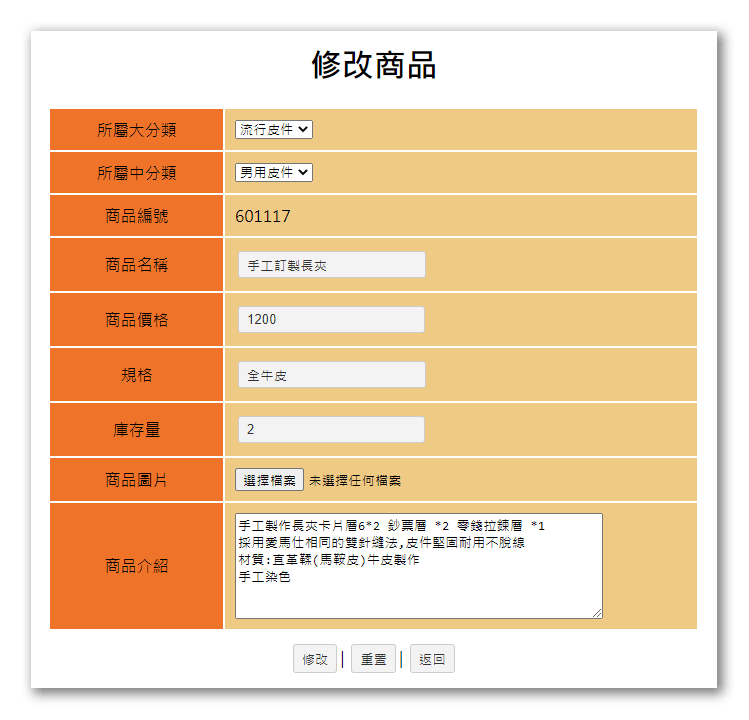 修改商品
所屬大分類 流行皮件
所屬中分類 男用皮件
商品編號 601117
商品名稱 手工訂製長夾
商品價格 1200
規格 全牛皮
庫存量 2
商品圖片 選擇檔案 未選擇任何檔案
商品介紹
手工製作長夾卡片層6*2 鈔票層 *2 零錢拉鍊層 *1
採用愛馬仕相同的雙針縫法,皮件堅固耐用不脫線
材質:直革鞣(馬鞍皮)牛皮製作
手工染色
修改 | 重置 | 返回